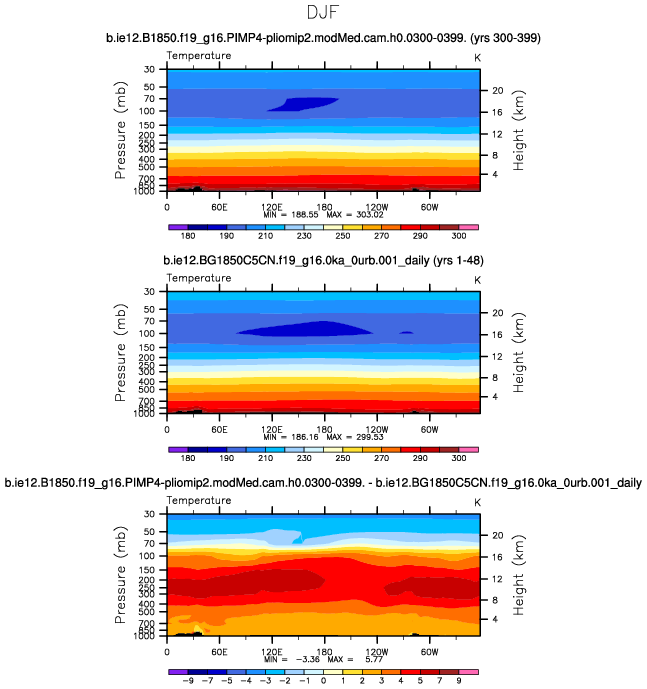 DJF
b.ie12.B1850.f19_g16.PIMP4-pliomip2.modMed.cam.h0.0300-0399. (yrs 300-399)
Temperature K
Pressure (mb)
30
50
70
100
150
200
250
300
400
500
700
850
1000
Height (km)
20
16
12
8
4
0 60E 120E 180 120W 60W
MIN = 188.55 MAX = 303.02
180 190 210 230 250 270 290 300
b.ie12.BG1850C5CN.f19_g16.0ka_0urb.001_daily (yrs 1-48)
Temperature K
Pressure (mb)
30
50
70
100
150
200
250
300
400
500
700
850
1000
Height (km)
20
16
12
8
4
0 60E 120E 180 120W 60W
MIN = 186.16 MAX = 299.53
180 190 210 230 250 270 290 300
b.ie12.B1850.f19_g16.PIMP4-pliomip2.modMed.cam.h0.0300-0399. - b.ie12.BG1850C5CN.f19_g16.0ka_0urb.001_daily
Temperature K
Pressure (mb)
30
50
70
100
150
200
250
300
400
500
700
850
1000
Height (km)
20
16
12
8
4
0 60E 120E 180 120W 60W
MIN = -3.36 MAX = 5.77
-9 -7 -5 -4 -3 -2 -1 0 1 2 3 4 5 7 9